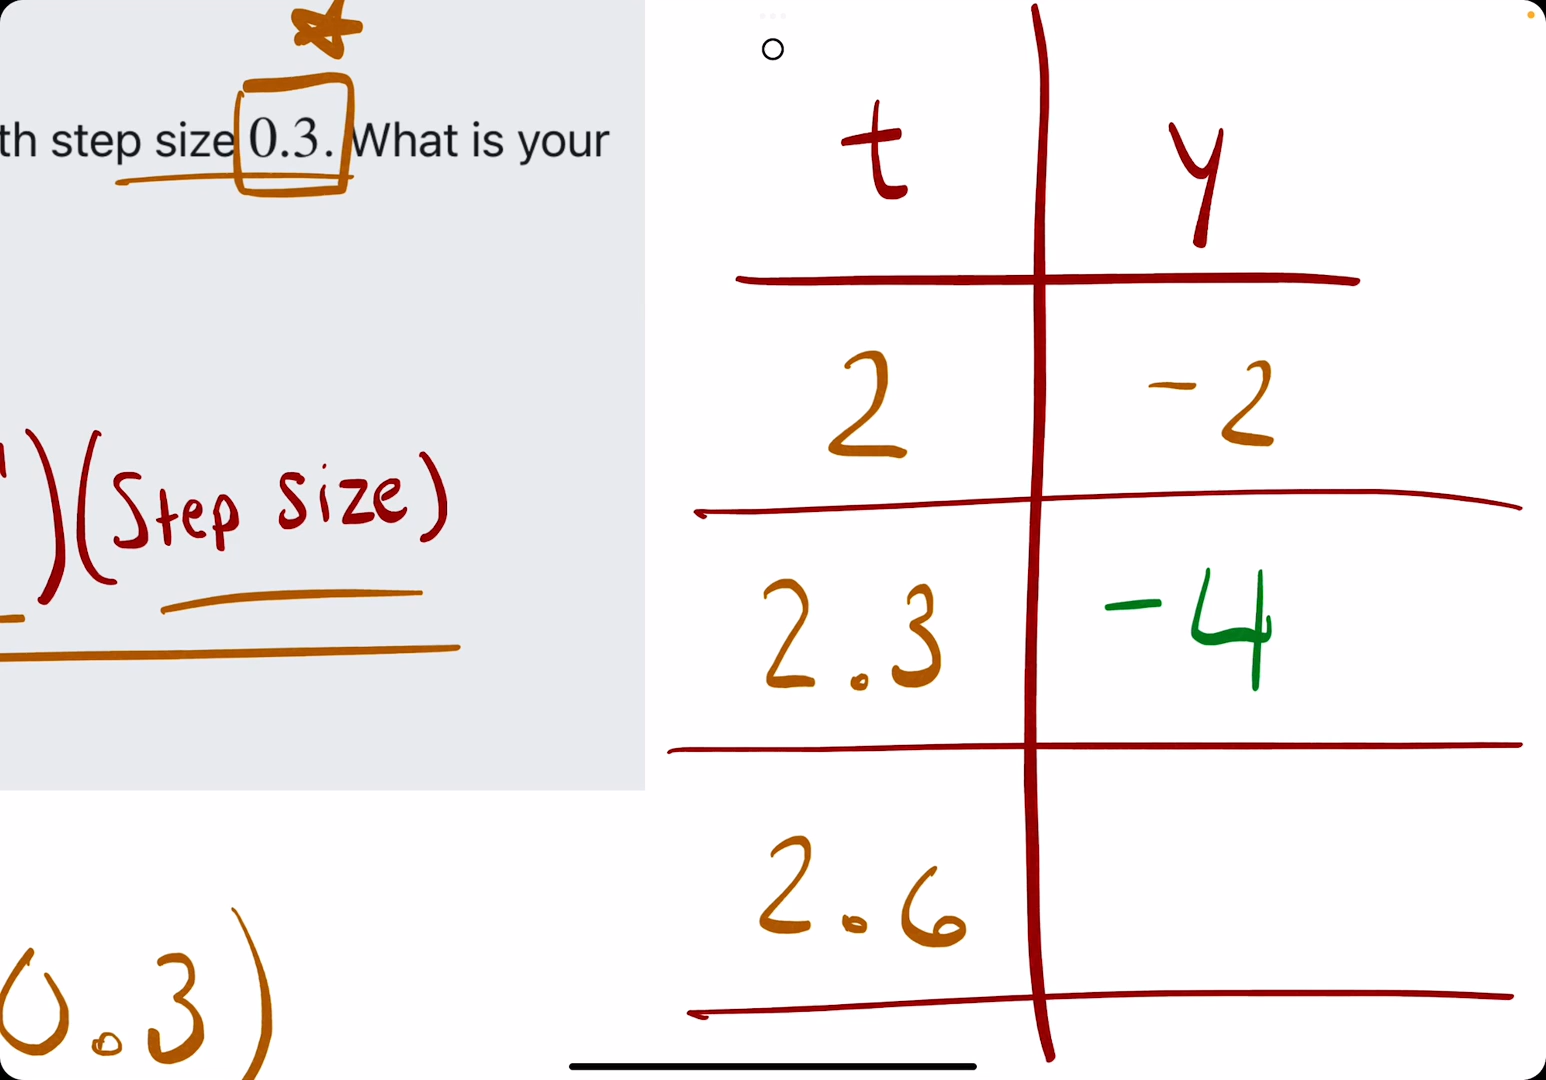 th step size 0.3. What is your
)(Step Size)
0.3)
t y
2 -2
2.3 -4
2.6